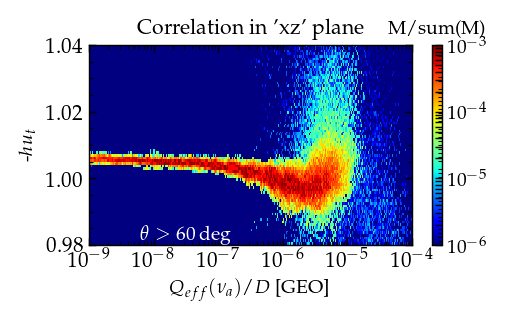 Correlation in 'xz' plane
M/sum(M)
1.04
1.02
1.00
0.98
-hu_t
θ > 60 deg
10^-9 10^-8 10^-7 10^-6 10^-5 10^-4
Q_eff(ν_a)/D [GEO]
10^-3
10^-4
10^-5
10^-6